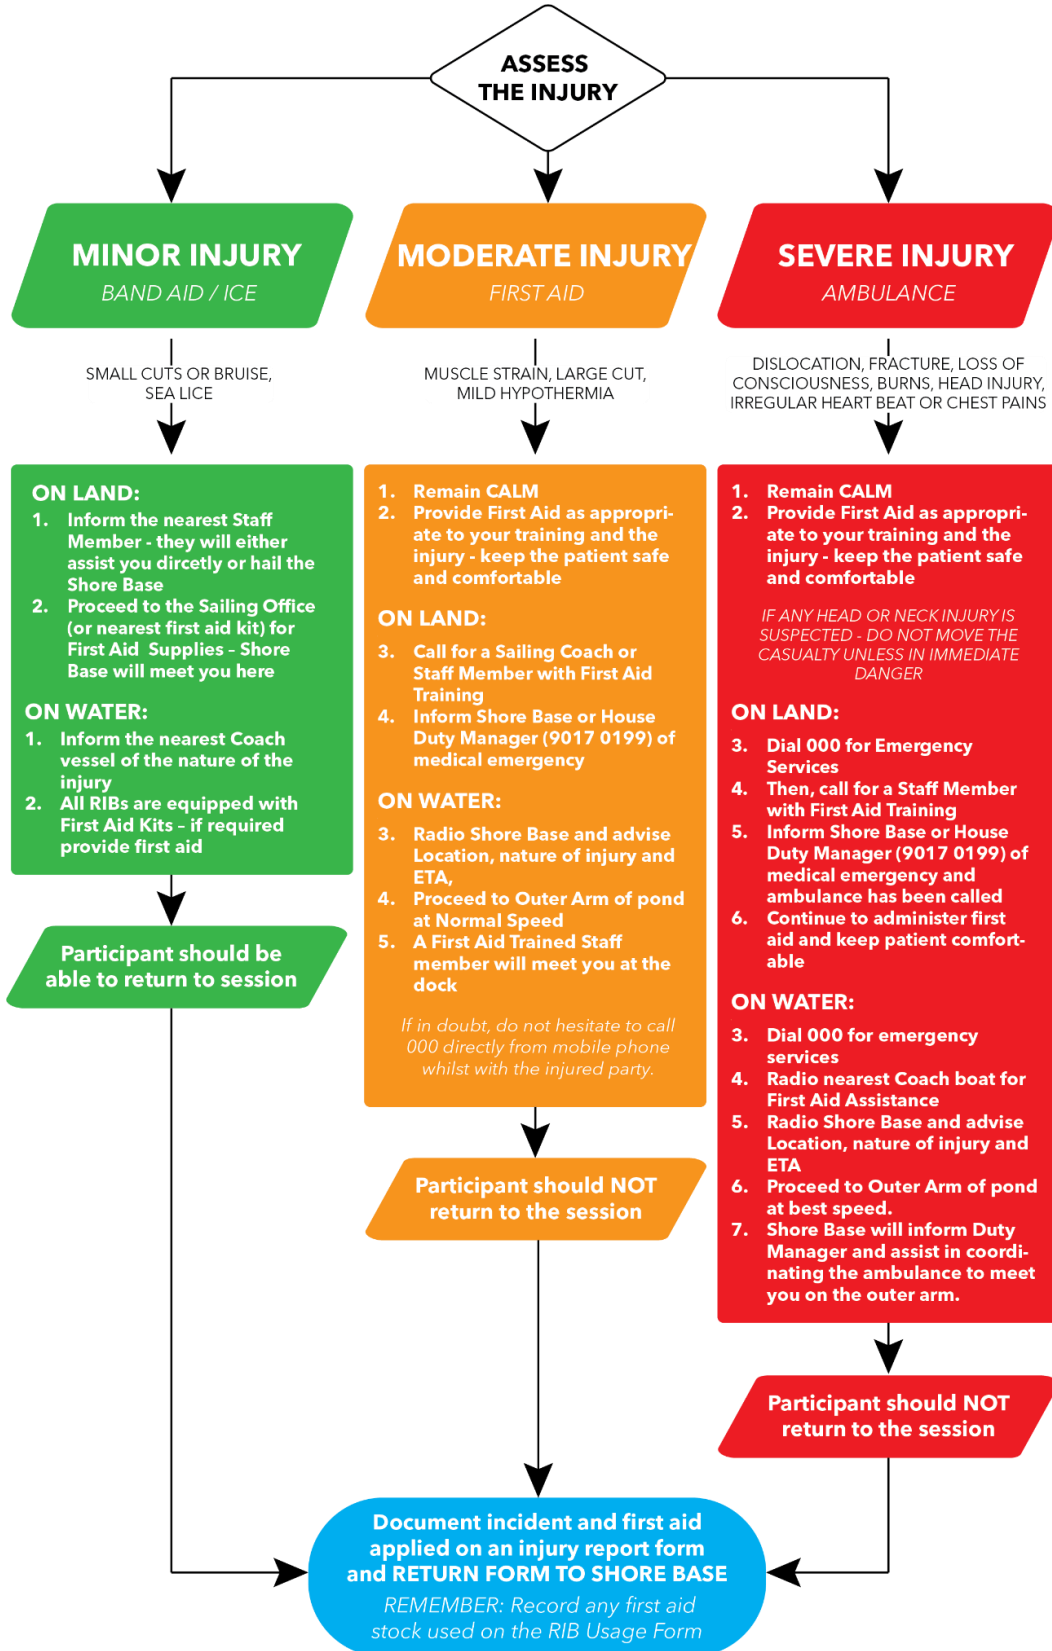 ASSESS
THE INJURY
MINOR INJURY
BAND AID / ICE
SMALL CUTS OR BRUISE,
SEA LICE
ON LAND:
1. Inform the nearest Staff
Member - they will either
assist you dircetly or hail the
Shore Base
2. Proceed to the Sailing Office
(or nearest first aid kit) for
First Aid Supplies – Shore
Base will meet you here
ON WATER:
1. Inform the nearest Coach
vessel of the nature of the
injury
2. All RIBs are equipped with
First Aid Kits – if required
provide first aid
Participant should be
able to return to session
MODERATE INJURY
FIRST AID
MUSCLE STRAIN, LARGE CUT,
MILD HYPOTHERMIA
1. Remain CALM
2. Provide First Aid as appropri-
ate to your training and the
injury - keep the patient safe
and comfortable
ON LAND:
3. Call for a Sailing Coach or
Staff Member with First Aid
Training
4. Inform Shore Base or House
Duty Manager (9017 0199) of
medical emergency
ON WATER:
3. Radio Shore Base and advise
Location, nature of injury and
ETA,
4. Proceed to Outer Arm of pond
at Normal Speed
5. A First Aid Trained Staff
member will meet you at the
dock
If in doubt, do not hesitate to call
000 directly from mobile phone
whilst with the injured party.
Participant should NOT
return to the session
SEVERE INJURY
AMBULANCE
DISLOCATION, FRACTURE, LOSS OF
CONSCIOUSNESS, BURNS, HEAD INJURY,
IRREGULAR HEART BEAT OR CHEST PAINS
1. Remain CALM
2. Provide First Aid as appropri-
ate to your training and the
injury - keep the patient safe
and comfortable
IF ANY HEAD OR NECK INJURY IS
SUSPECTED - DO NOT MOVE THE
CASUALTY UNLESS IN IMMEDIATE
DANGER
ON LAND:
3. Dial 000 for Emergency
Services
4. Then, call for a Staff Member
with First Aid Training
5. Inform Shore Base or House
Duty Manager (9017 0199) of
medical emergency and
ambulance has been called
6. Continue to administer first
aid and keep patient comfort-
able
ON WATER:
3. Dial 000 for emergency
services
4. Radio nearest Coach boat for
First Aid Assistance
5. Radio Shore Base and advise
Location, nature of injury and
ETA
6. Proceed to Outer Arm of pond
at best speed.
7. Shore Base will inform Duty
Manager and assist in coordi-
nating the ambulance to meet
you on the outer arm.
Participant should NOT
return to the session
Document incident and first aid
applied on an injury report form
and RETURN FORM TO SHORE BASE
REMEMBER: Record any first aid
stock used on the RIB Usage Form